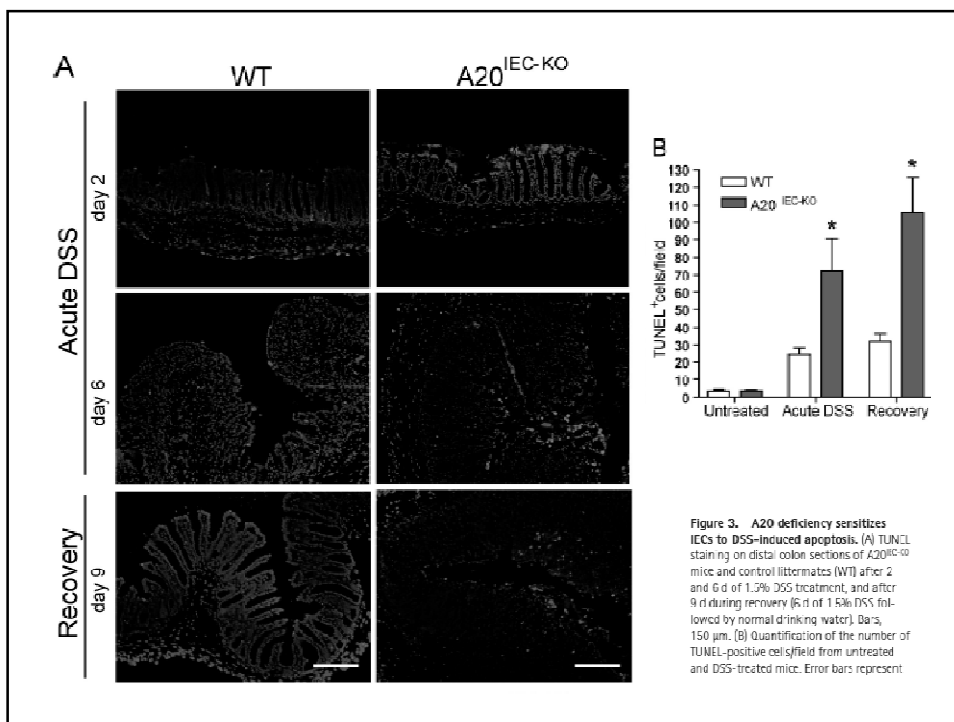 A
WT
A20 IEC-KO
Acute DSS
day 2
day 6
Recovery
day 9
B
WT
A20 IEC-KO
*
*
TUNEL+cells/field
130
120
110
100
90
80
70
60
50
40
30
20
10
0
Untreated
Acute DSS
Recovery
Figure 3. A20 deficiency sensitizes
IECs to DSS-induced apoptosis. (A) TUNEL
staining on distal colon sections of A20IEC-KO
mice and control littermates (WT) after 2
and 6 d of 1.5% DSS treatment, and after
9 d during recovery (6 d of 1.5% DSS fol-
lowed by normal drinking water). Bars,
150 µm. (B) Quantification of the number of
TUNEL-positive cells/field from untreated
and DSS-treated mice. Error bars represent